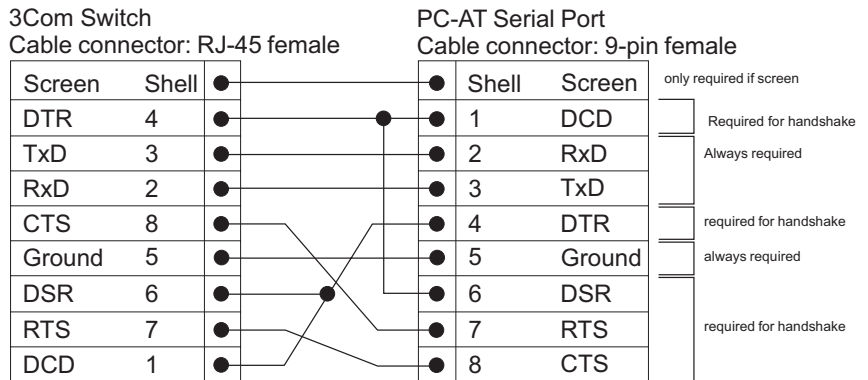 3Com Switch PC-AT Serial Port
Cable connector: RJ-45 female Cable connector: 9-pin female
Screen Shell Shell Screen only required if screen
DTR 4 1 DCD Required for handshake
TxD 3 2 RxD Always required
RxD 2 3 TxD
CTS 8 4 DTR required for handshake
Ground 5 5 Ground always required
DSR 6 6 DSR
RTS 7 7 RTS required for handshake
DCD 1 8 CTS